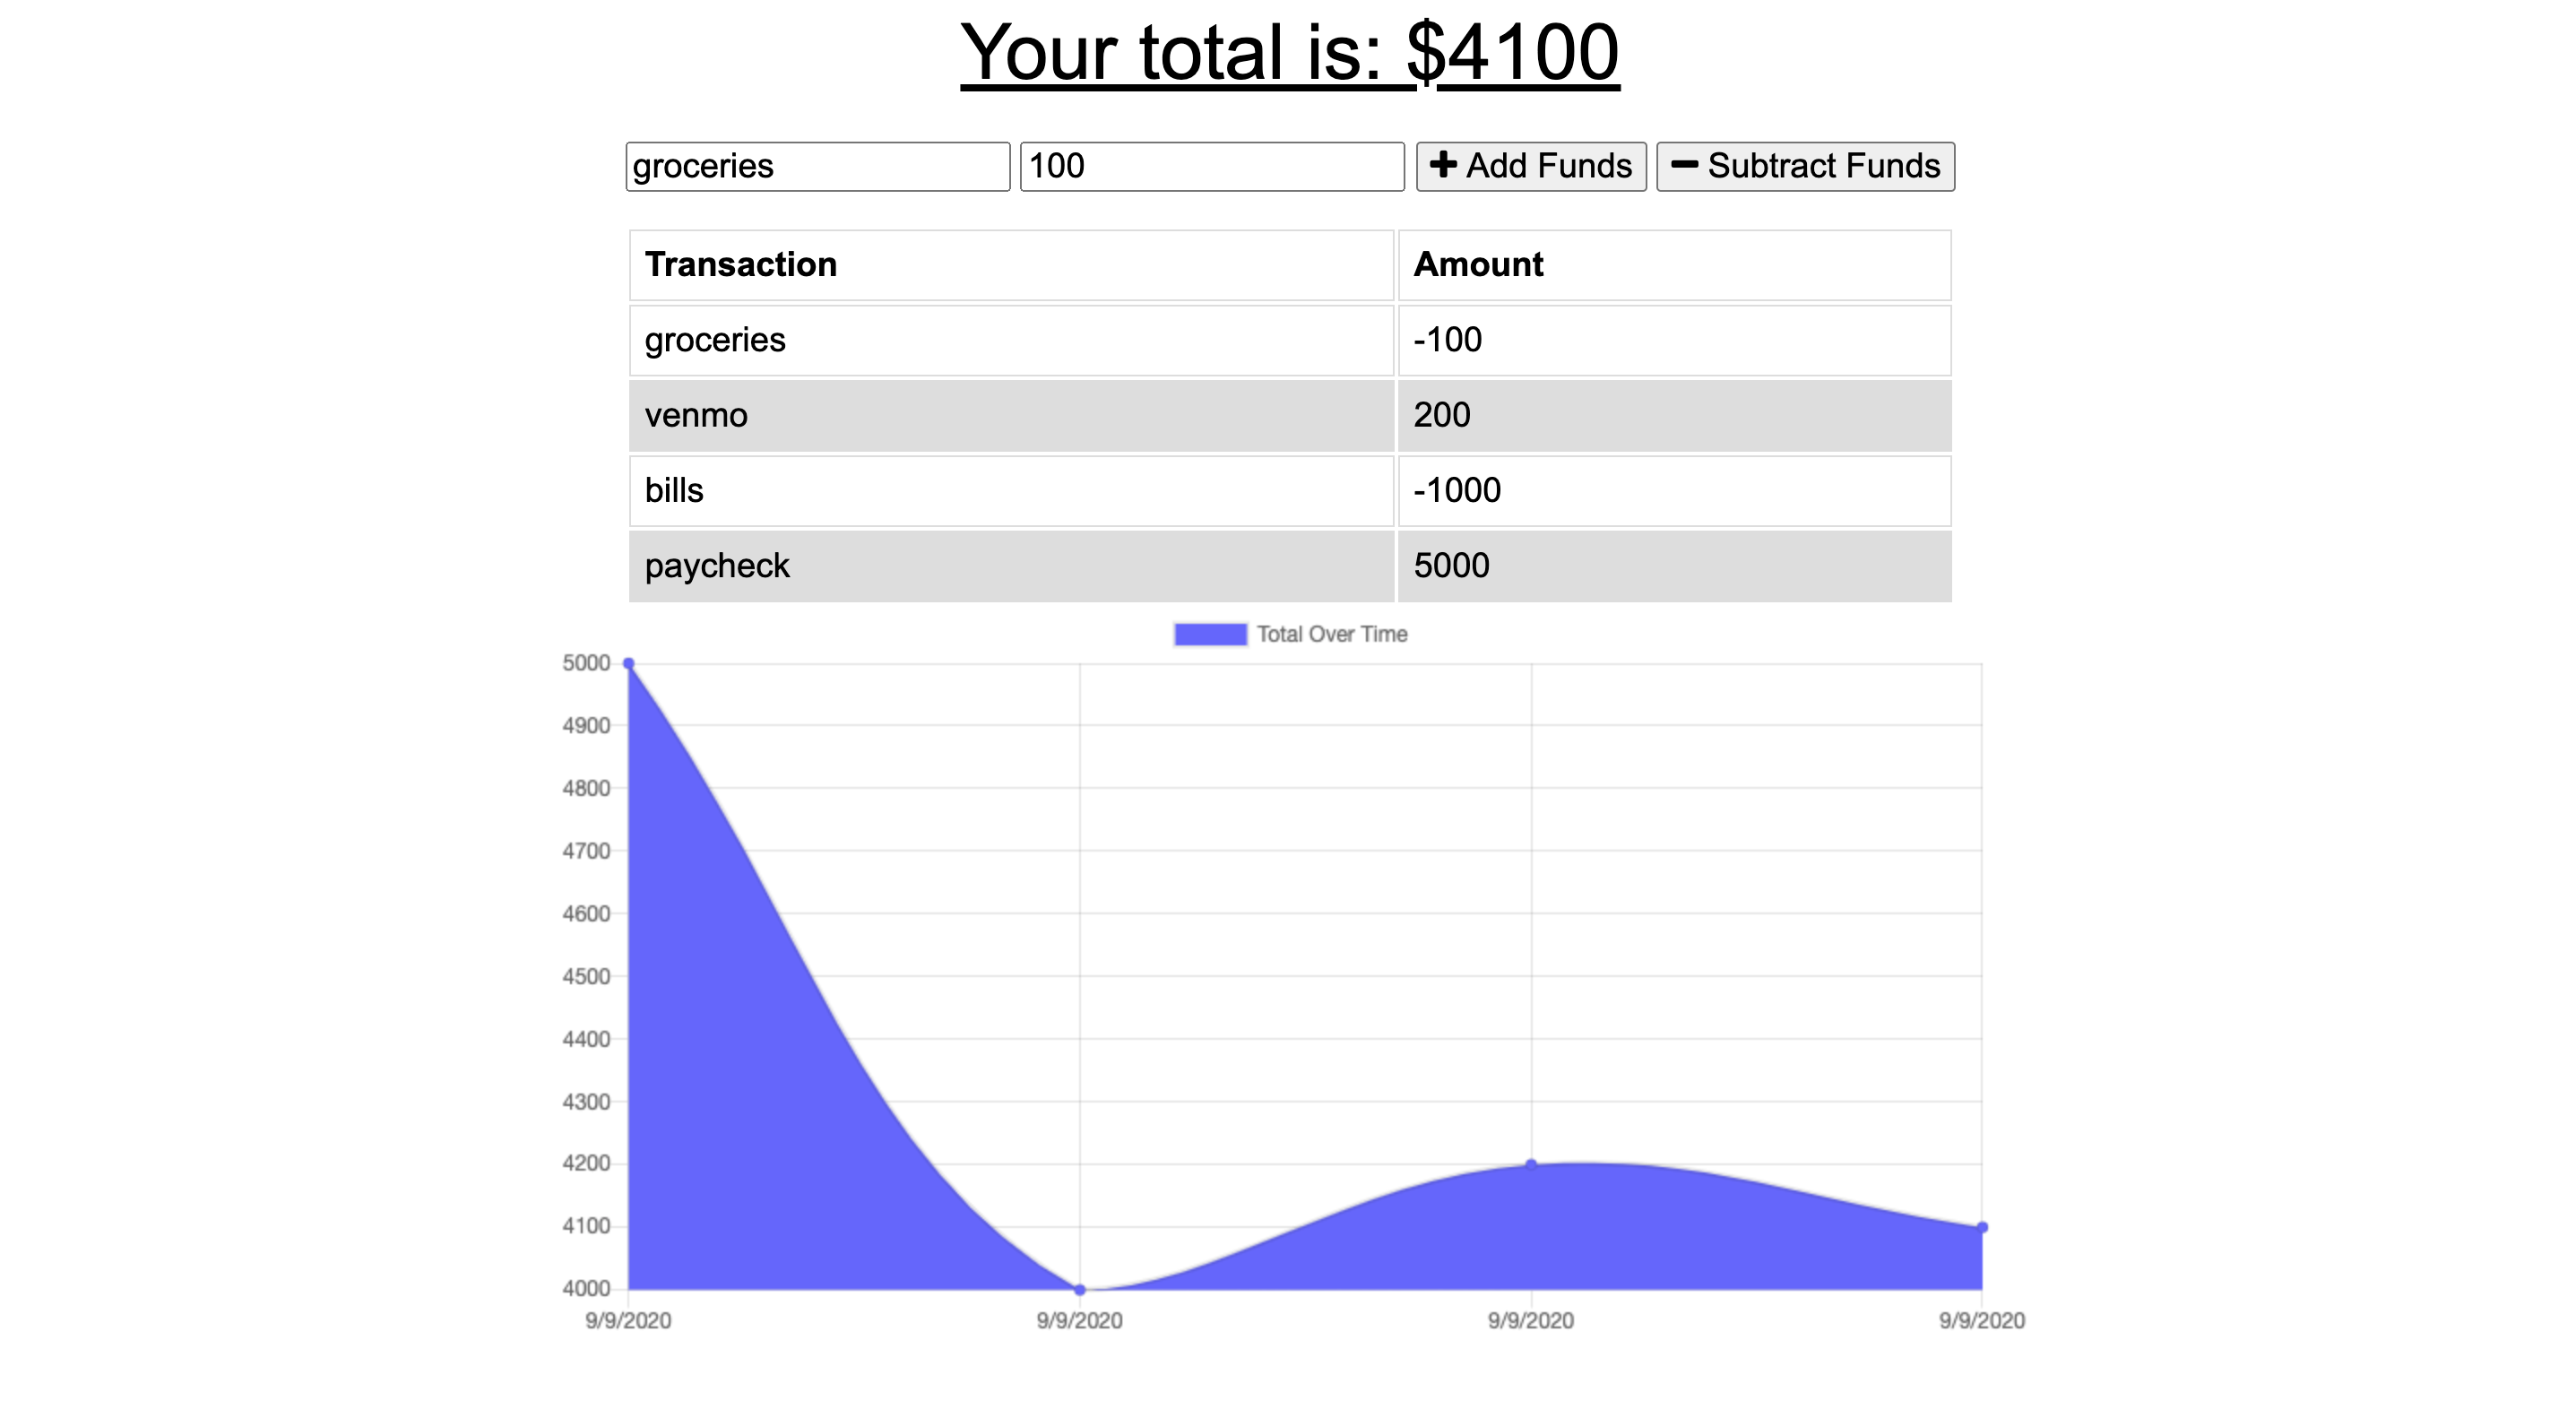 Your total is: $4100
groceries 100 Add Funds Subtract Funds
Transaction Amount
groceries -100
venmo 200
bills -1000
paycheck 5000
Total Over Time
5000
4900
4800
4700
4600
4500
4400
4300
4200
4100
4000
9/9/2020 9/9/2020 9/9/2020 9/9/2020